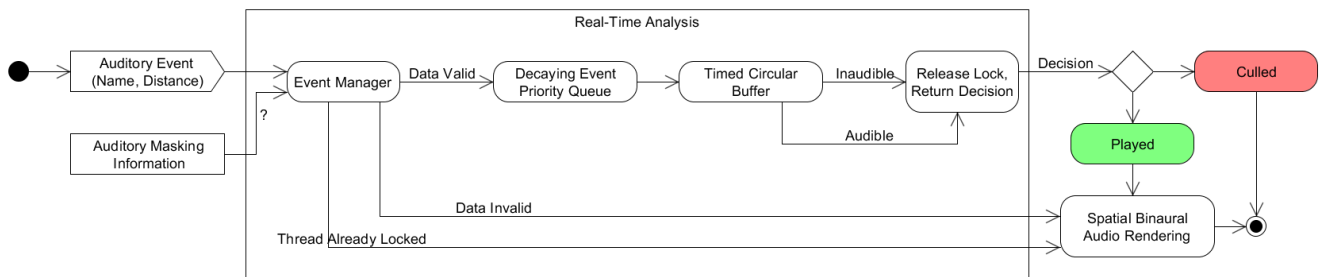 Real-Time Analysis
Auditory Event
(Name, Distance)
Event Manager
Data Valid
Decaying Event
Priority Queue
Timed Circular
Buffer
Inaudible
Release Lock,
Return Decision
Decision
Culled
?
Auditory Masking
Information
Audible
Played
Data Invalid
Thread Already Locked
Spatial Binaural
Audio Rendering